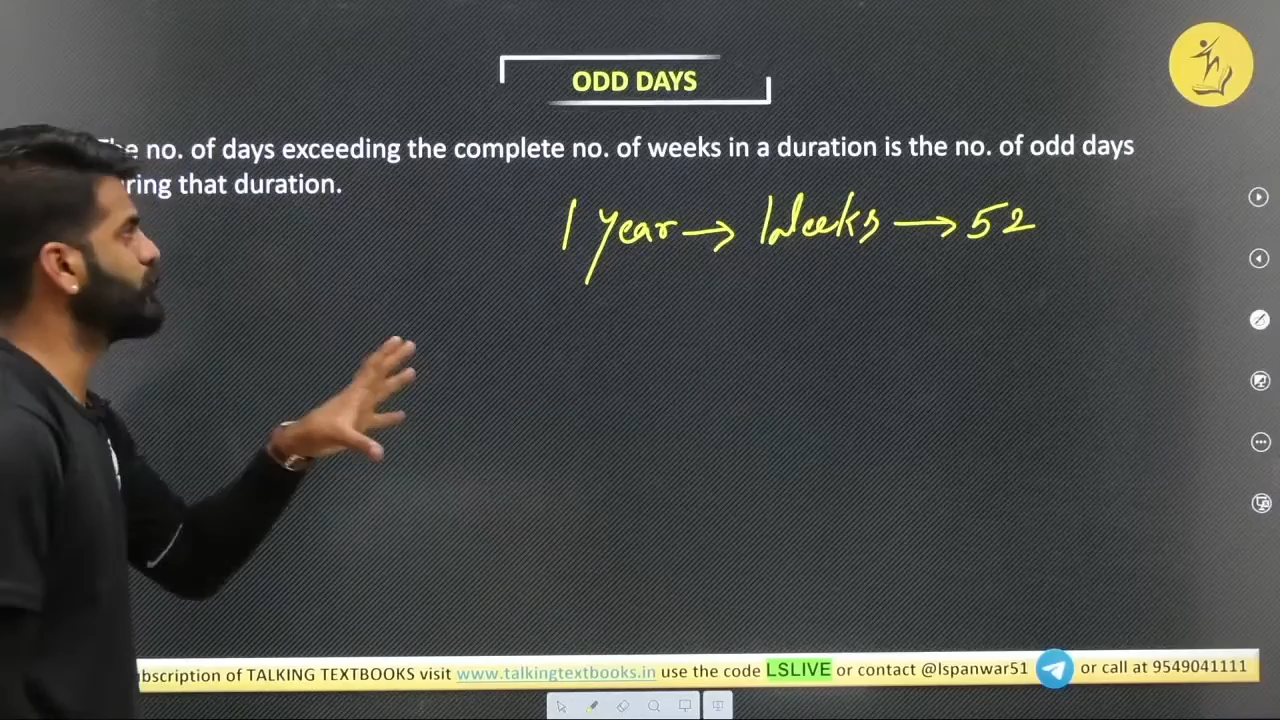 ODD DAYS
The no. of days exceeding the complete no. of weeks in a duration is the no. of odd days
ring that duration.
1 year → Weeks → 52
bscription of TALKING TEXTBOOKS visit www.talkingtextbooks.in use the code LSLIVE or contact @lspanwar51 or call at 9549041111